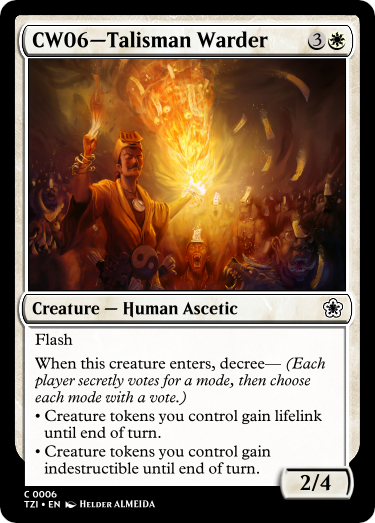 CW06—Talisman Warder 3
Creature — Human Ascetic
Flash
When this creature enters, decree— (Each
player secretly votes for a mode, then choose
each mode with a vote.)
• Creature tokens you control gain lifelink
until end of turn.
• Creature tokens you control gain
indestructible until end of turn.
2/4
C 0006
TZI • EN Helder ALMEIDA